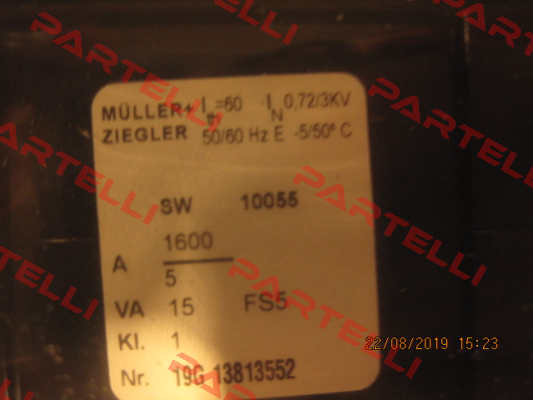 MÜLLER+ Ith=60 IN 0,72/3KV
ZIEGLER 50/60 Hz E -5/50° C
SW 10055
A 1600
5
VA 15 FS5
Kl. 1
Nr. 19G 13813552
22/08/2019 15:23
PARTELLI
PARTELLI
PARTELLI
PARTELLI
PARTELLI
PARTELLI